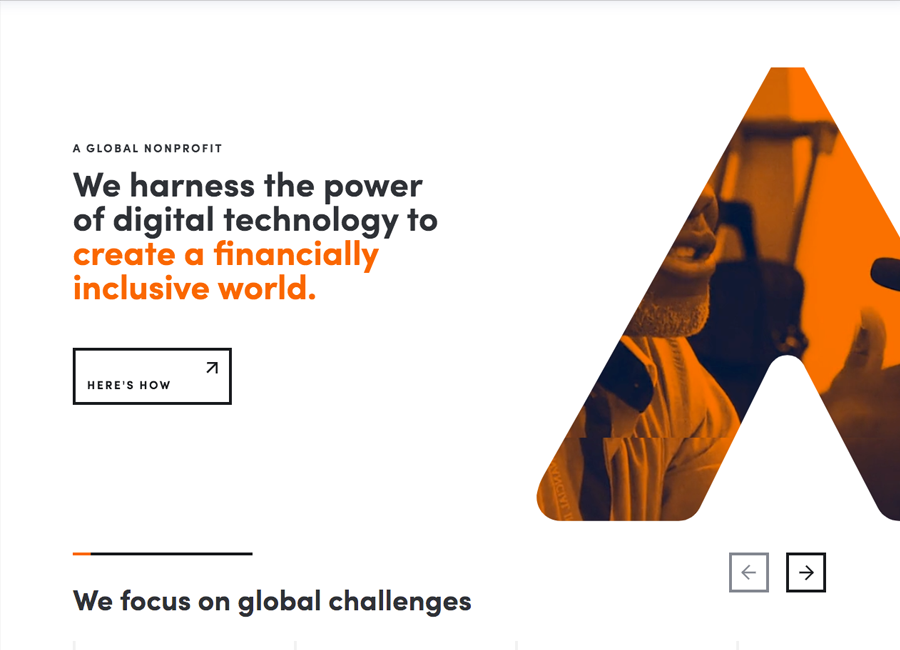 A GLOBAL NONPROFIT
We harness the power
of digital technology to
create a financially
inclusive world.
HERE'S HOW
We focus on global challenges